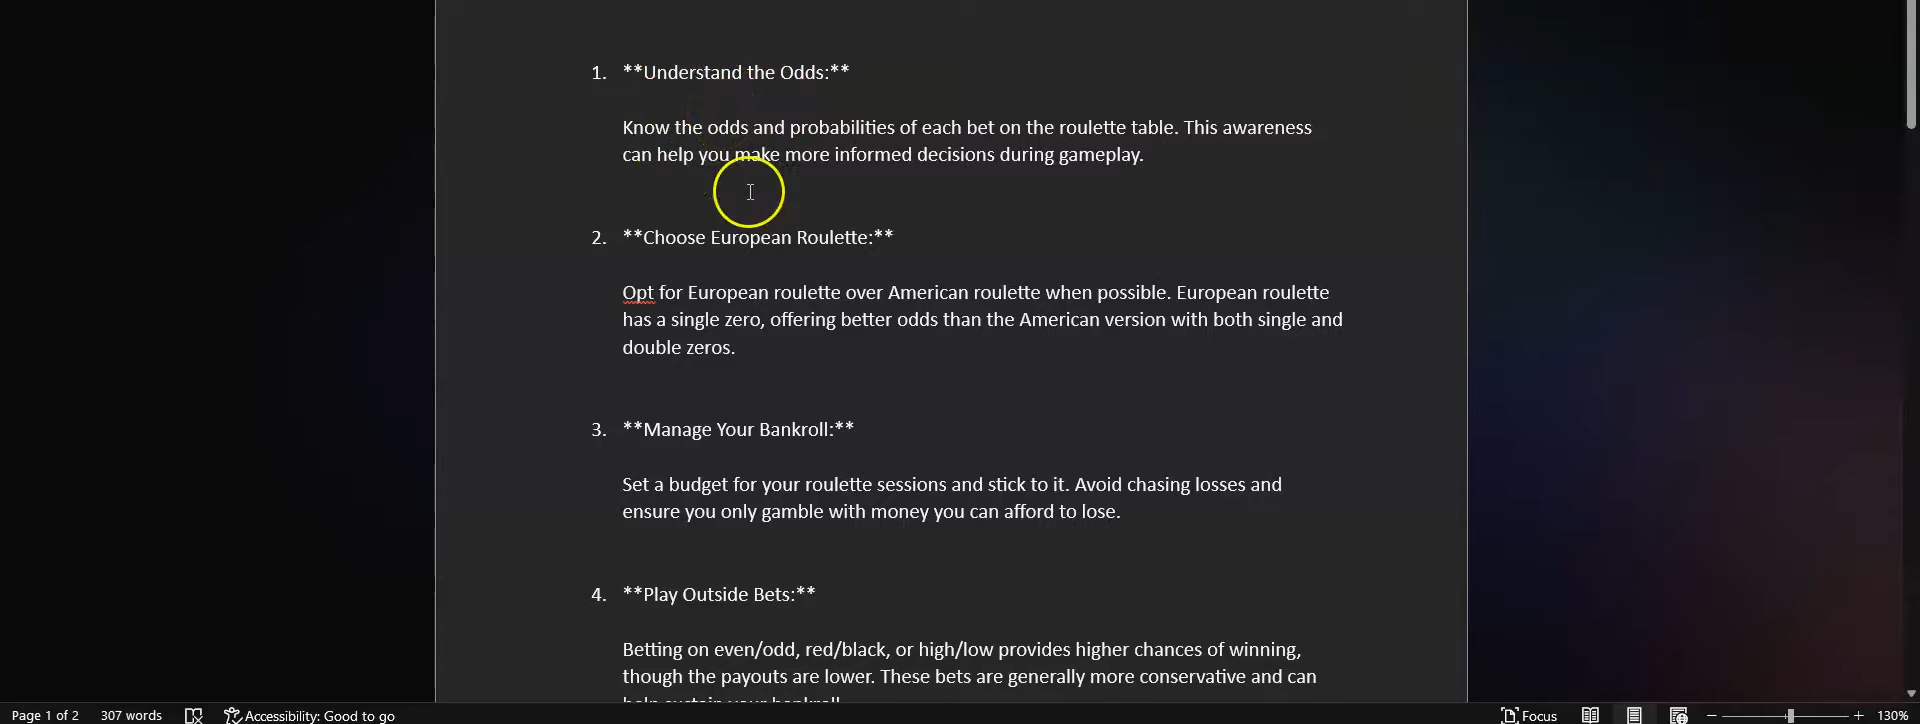 1. **Understand the Odds:**
Know the odds and probabilities of each bet on the roulette table. This awareness
can help you make more informed decisions during gameplay.
2. **Choose European Roulette:**
Opt for European roulette over American roulette when possible. European roulette
has a single zero, offering better odds than the American version with both single and
double zeros.
3. **Manage Your Bankroll:**
Set a budget for your roulette sessions and stick to it. Avoid chasing losses and
ensure you only gamble with money you can afford to lose.
4. **Play Outside Bets:**
Betting on even/odd, red/black, or high/low provides higher chances of winning,
though the payouts are lower. These bets are generally more conservative and can
help sustain your bankroll.
Page 1 of 2 307 words Accessibility: Good to go Focus 130%